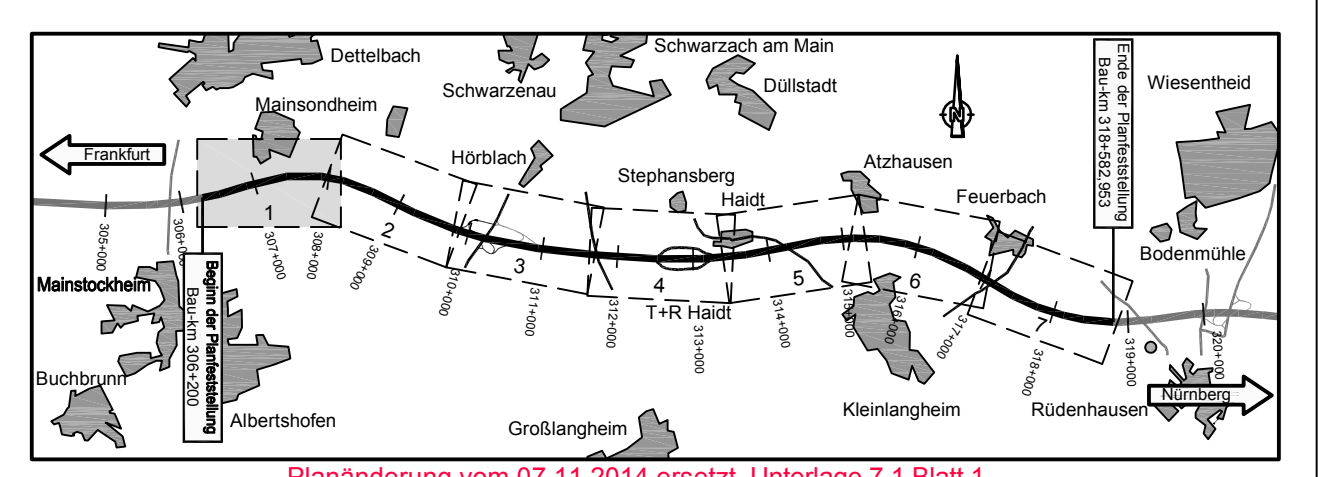 Dettelbach
Schwarzach am Main
Schwarzenau
Düllstadt
Wiesentheid
Mainsondheim
Ende der Planfeststellung
Bau-km 318+582,953
N
Frankfurt
Hörblach
Stephansberg
Haidt
Atzhausen
Feuerbach
Bodenmühle
1
2
3
4
5
6
7
305+000
306+000
307+000
308+000
309+000
310+000
311+000
312+000
313+000
314+000
315+000
316+000
317+000
318+000
319+000
320+000
T+R Haidt
Mainstockheim
Beginn der Planfeststellung
Bau-km 306+200
Buchbrunn
Albertshofen
Großlangheim
Kleinlangheim
Rüdenhausen
Nürnberg
Planänderung vom 07.11.2014 ersetzt Unterlage 7.1 Blatt 1